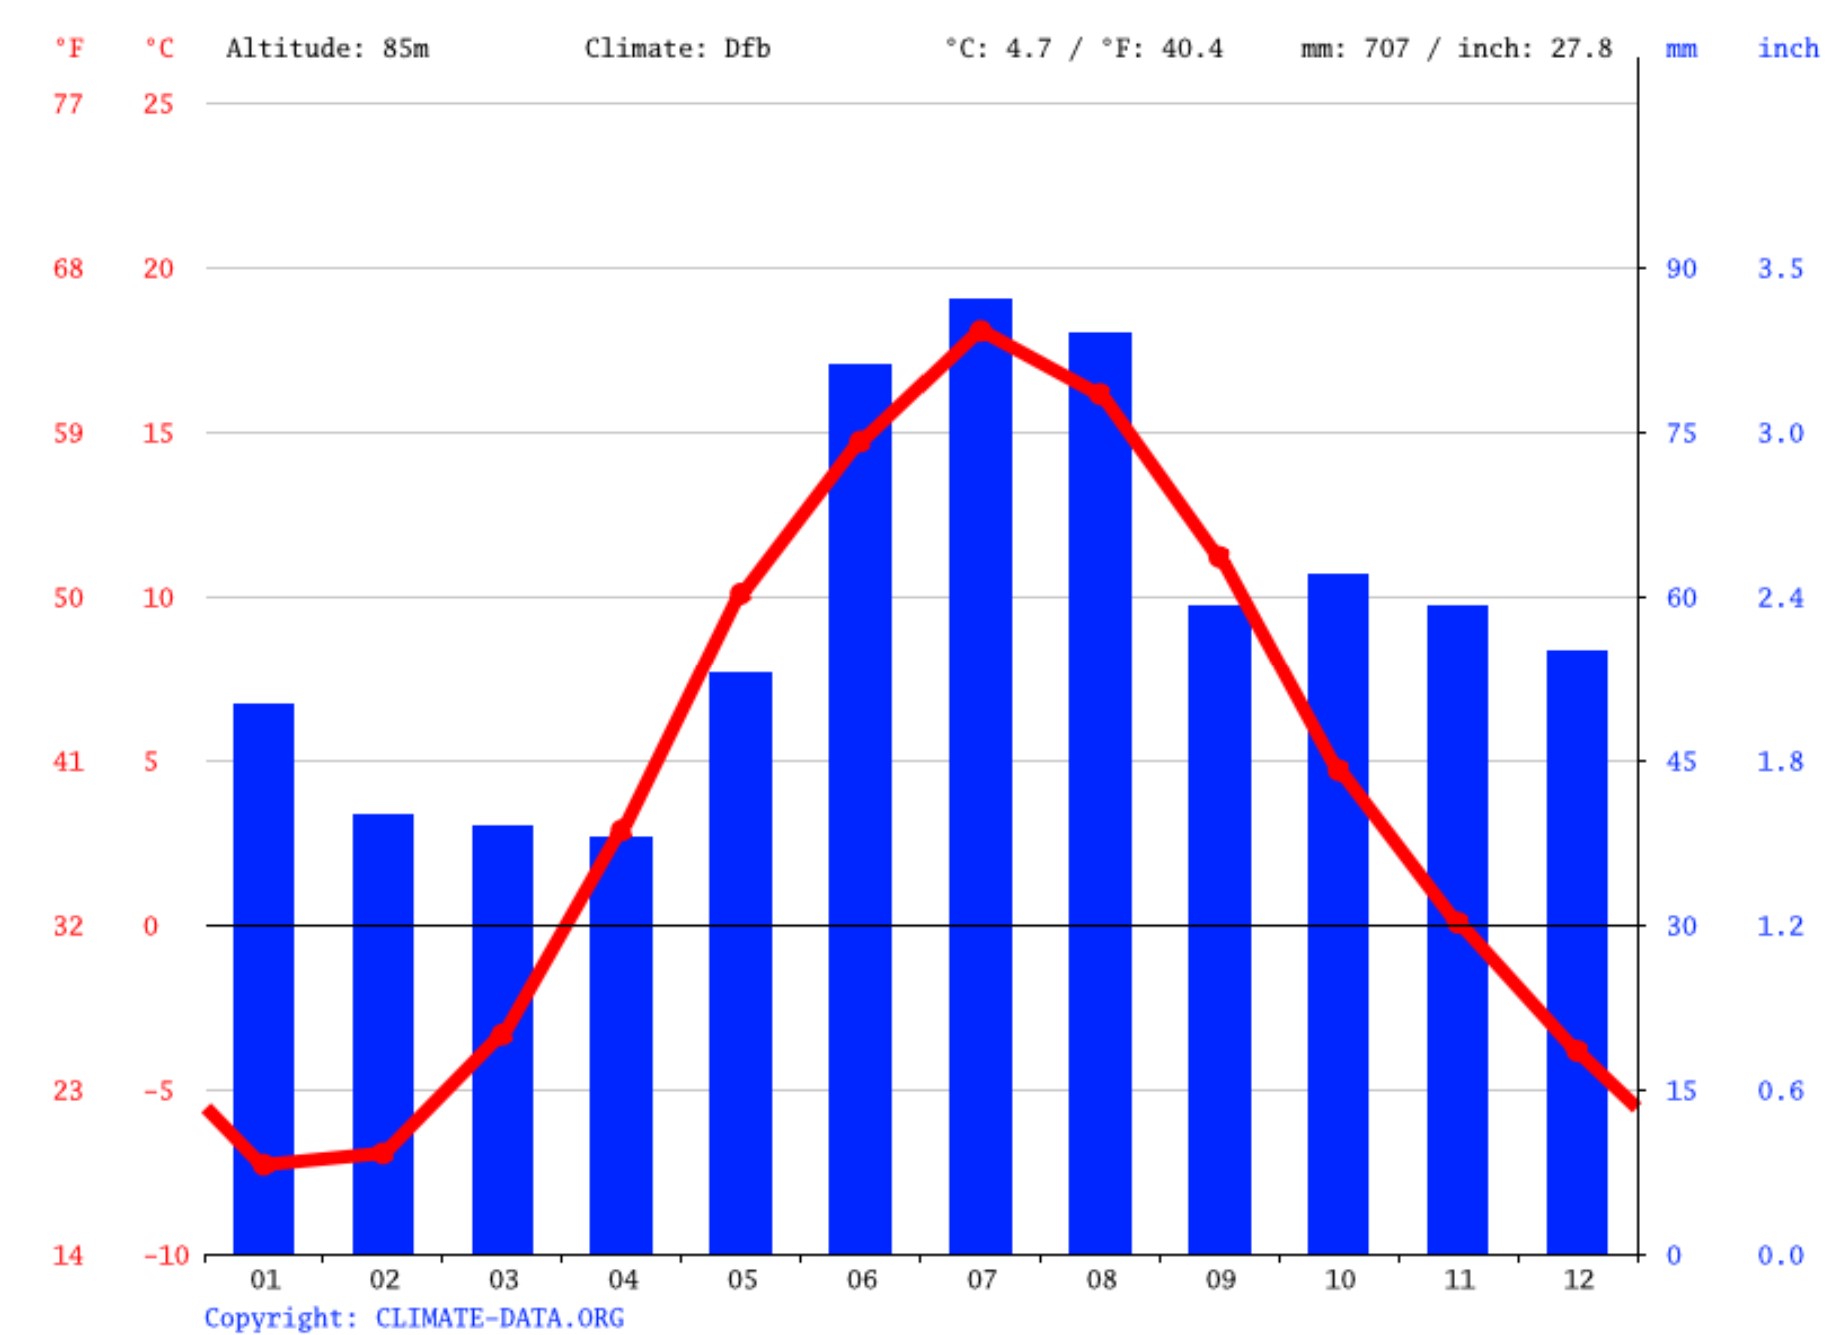 °F °C Altitude: 85m Climate: Dfb °C: 4.7 / °F: 40.4 mm: 707 / inch: 27.8 mm inch
77 25
68 20 90 3.5
59 15 75 3.0
50 10 60 2.4
41 5 45 1.8
32 0 30 1.2
23 -5 15 0.6
14 -10 0 0.0
01 02 03 04 05 06 07 08 09 10 11 12
Copyright: CLIMATE-DATA.ORG